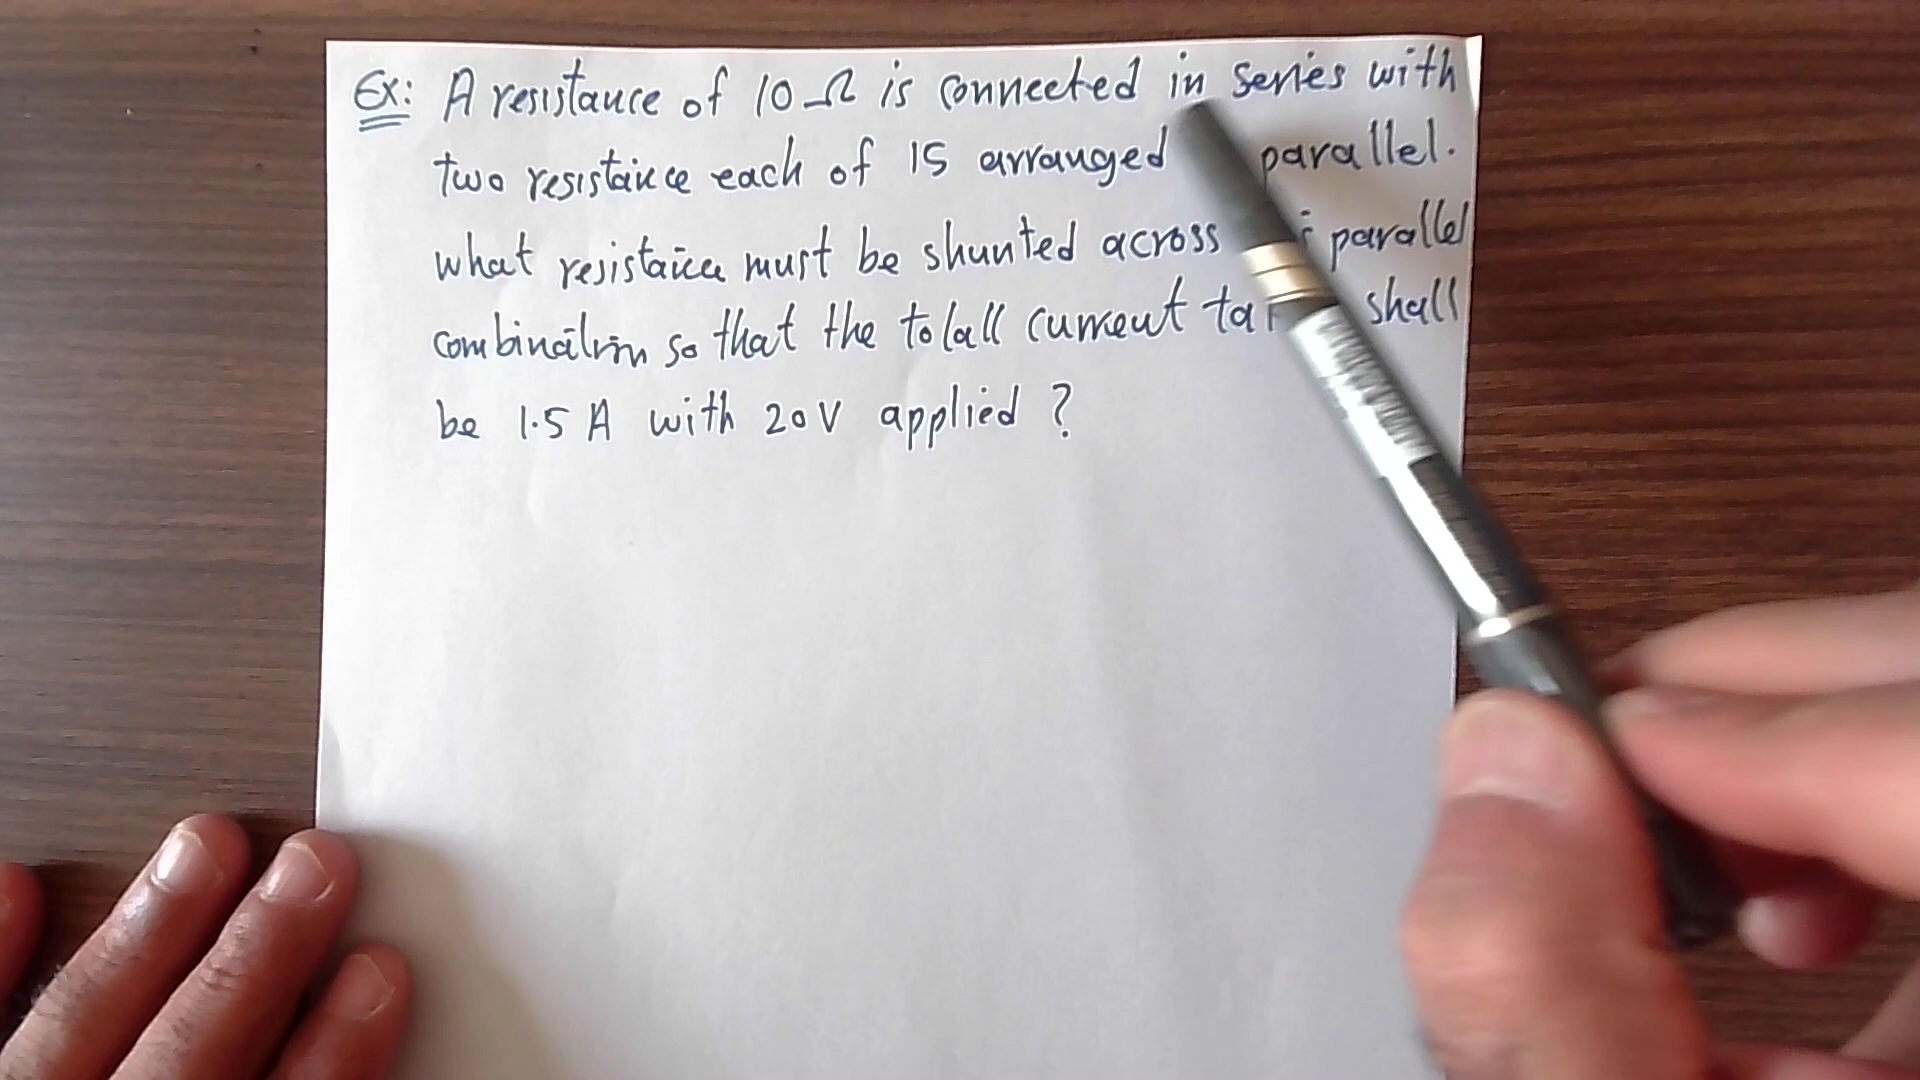 Ex: A resistance of 10 Ω is connected in series with
two resistance each of 15 arranged parallel.
what resistance must be shunted across parallel
combination so that the totall current shall
be 1.5 A with 20V applied ?